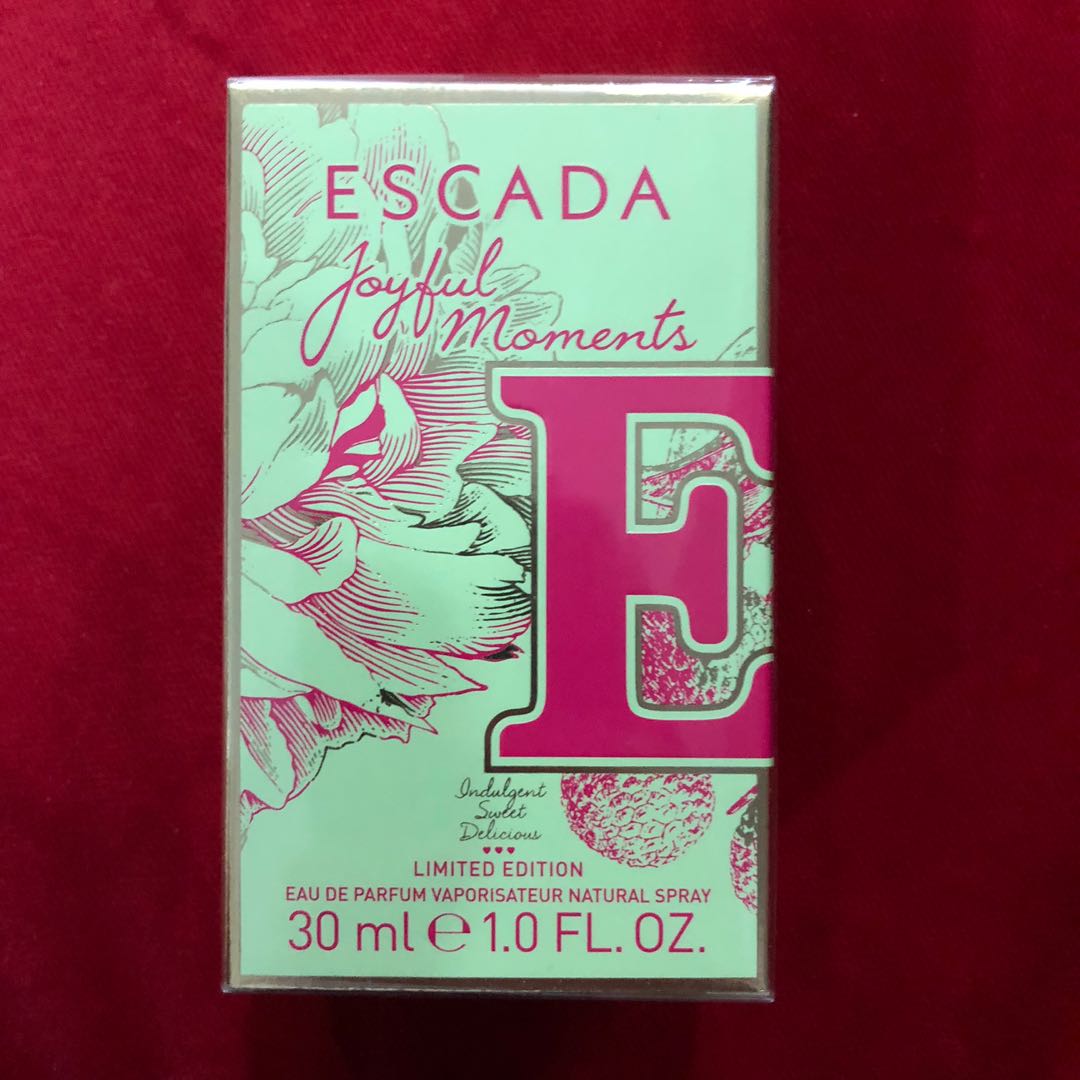 ESCADA
Joyful
Moments
E
Indulgent
Sweet
Delicious
LIMITED EDITION
EAU DE PARFUM VAPORISATEUR NATURAL SPRAY
30 ml e 1.0 FL. OZ.